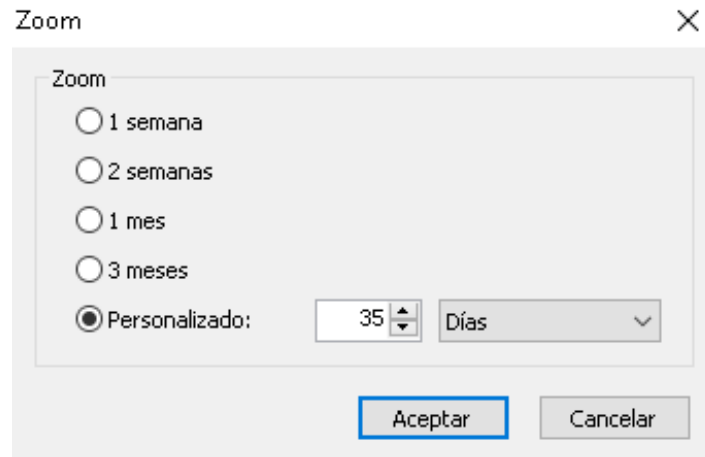 Zoom
Zoom
1 semana
2 semanas
1 mes
3 meses
Personalizado: 35 Días
Aceptar Cancelar